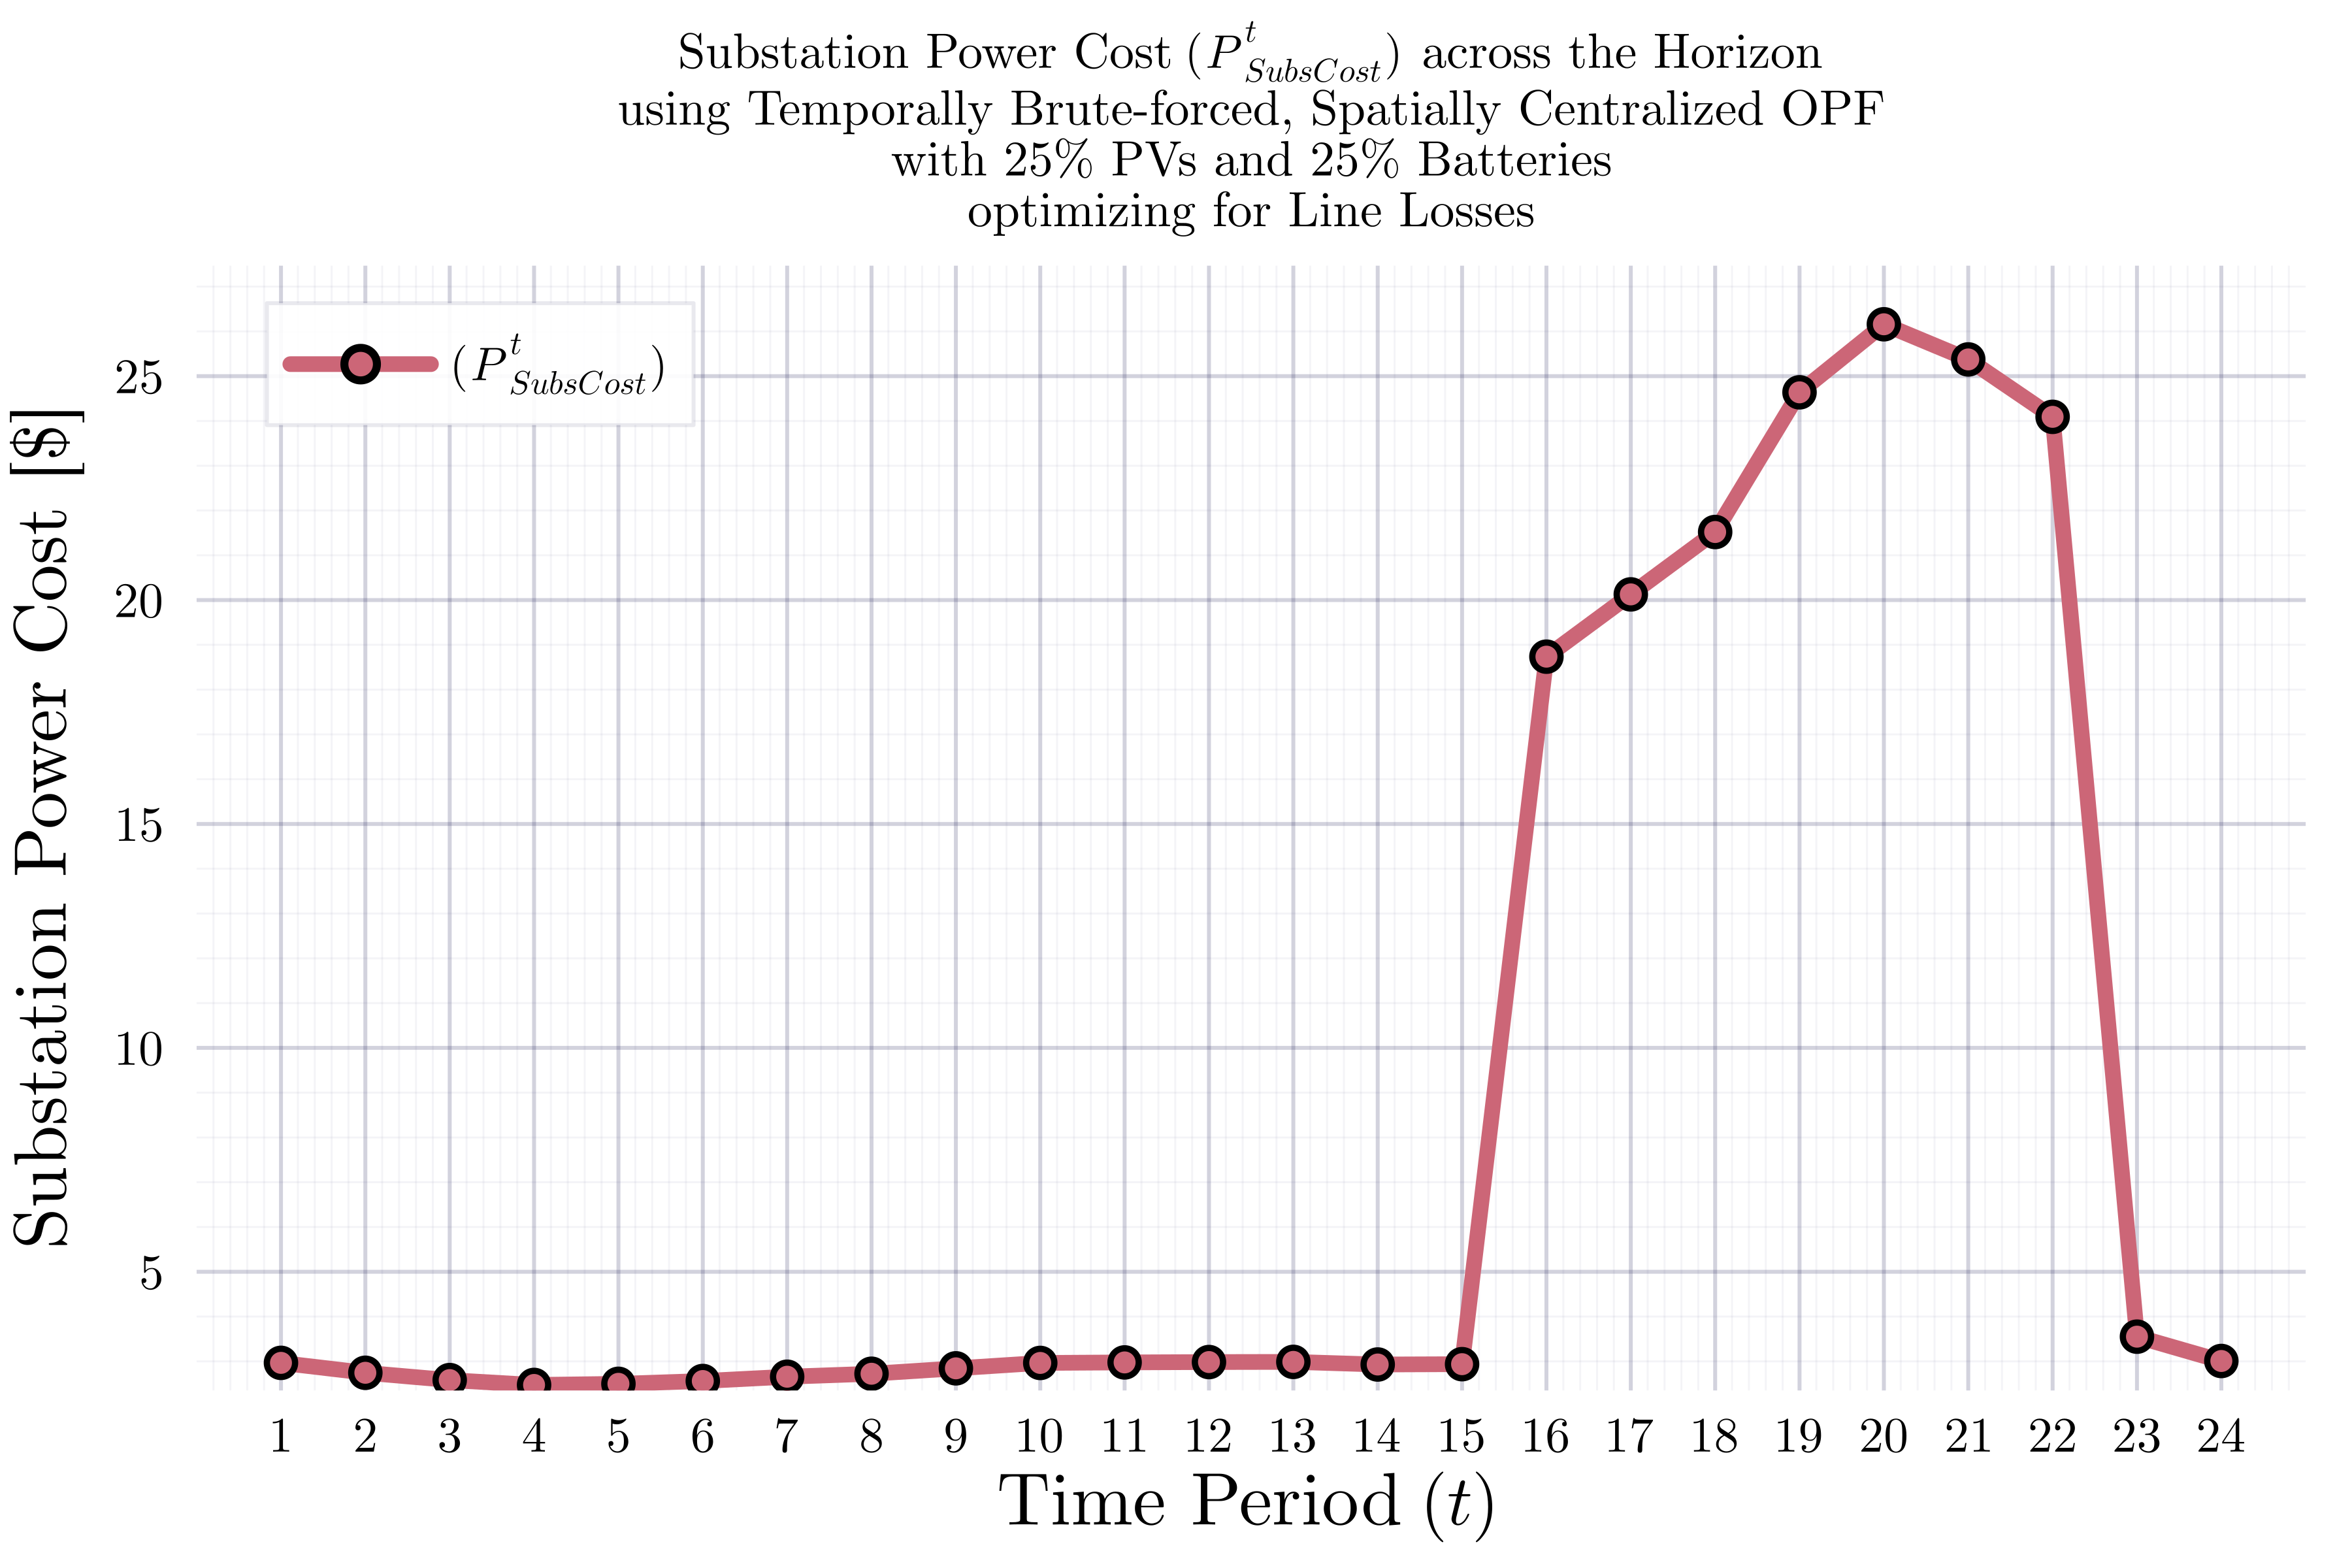 Substation Power Cost (P^t_SubsCost) across the Horizon
using Temporally Brute-forced, Spatially Centralized OPF
with 25% PVs and 25% Batteries
optimizing for Line Losses
(P^t_SubsCost)
Substation Power Cost [$]
25
20
15
10
5
1 2 3 4 5 6 7 8 9 10 11 12 13 14 15 16 17 18 19 20 21 22 23 24
Time Period (t)